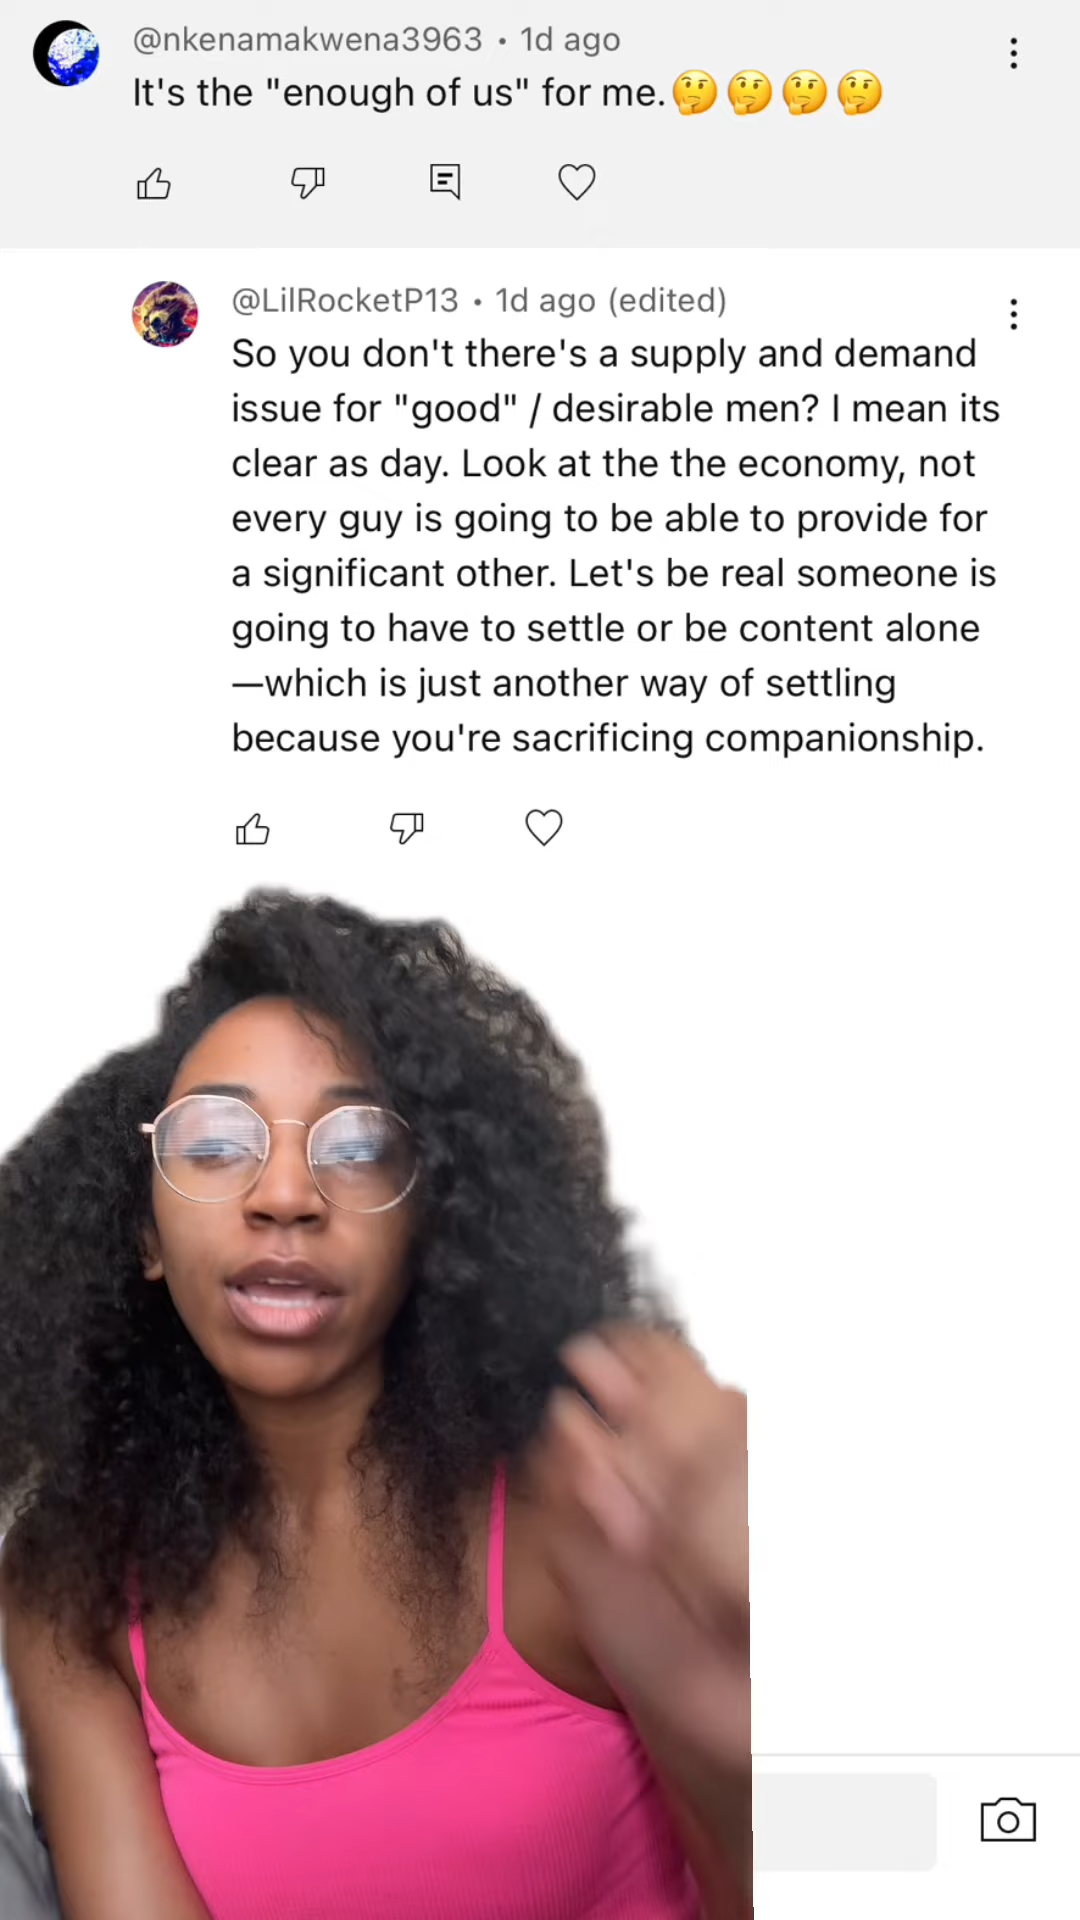 @nkenamakwena3963 • 1d ago
It's the "enough of us" for me.🤔🤔🤔🤔
@LilRocketP13 • 1d ago (edited)
So you don't there's a supply and demand
issue for "good" / desirable men? I mean its
clear as day. Look at the the economy, not
every guy is going to be able to provide for
a significant other. Let's be real someone is
going to have to settle or be content alone
—which is just another way of settling
because you're sacrificing companionship.